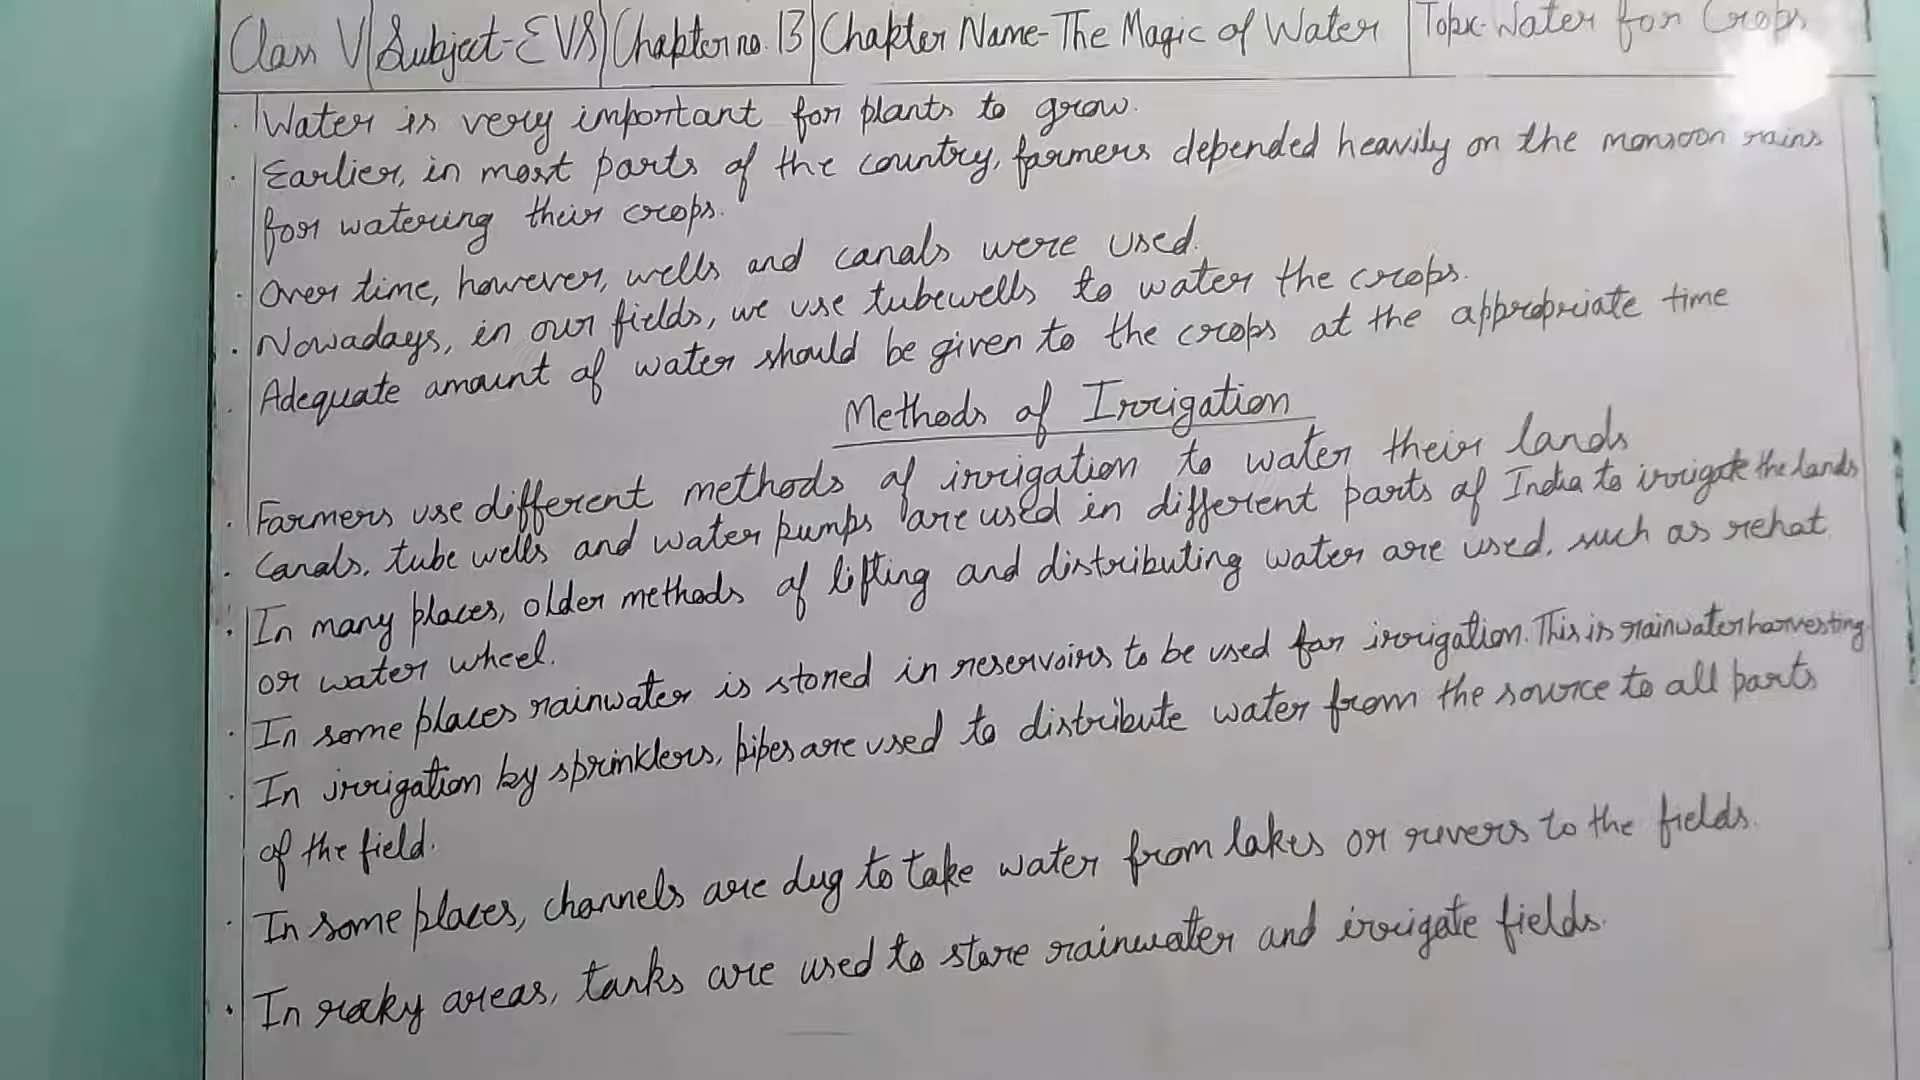 Class V | Subject-EVS | Chapter no. 13 | Chapter Name-The Magic of Water | Topic-Water for Crops
. Water is very important for plants to grow.
. Earlier, in most parts of the country, farmers depended heavily on the monsoon rains
for watering their crops.
. Over time, however, wells and canals were used.
. Nowadays, in our fields, we use tubewells to water the crops.
. Adequate amount of water should be given to the crops at the appropriate time
Methods of Irrigation
. Farmers use different methods of irrigation to water their lands
. Canals, tube wells and water pumps are used in different parts of India to irrigate the lands
. In many places, older methods of lifting and distributing water are used, such as rehat
or water wheel.
. In some places rainwater is stored in reservoirs to be used for irrigation. This is rainwater harvesting
. In irrigation by sprinklers, pipes are used to distribute water from the source to all parts
of the field.
. In some places, channels are dug to take water from lakes or rivers to the fields.
. In rocky areas, tanks are used to store rainwater and irrigate fields.